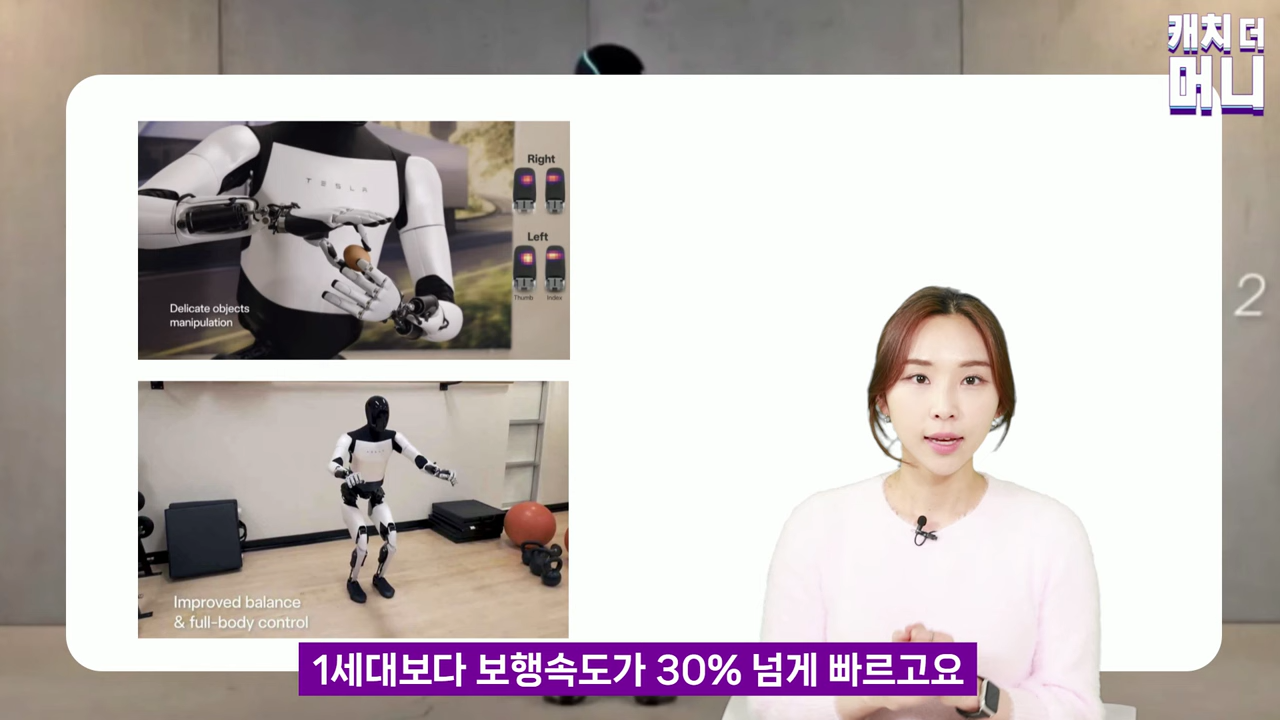 캐치 더
머니
TESLA
Right
Left
Thumb Index
Delicate objects
manipulation
2
Improved balance
& full-body control
1세대보다 보행속도가 30% 넘게 빠르고요